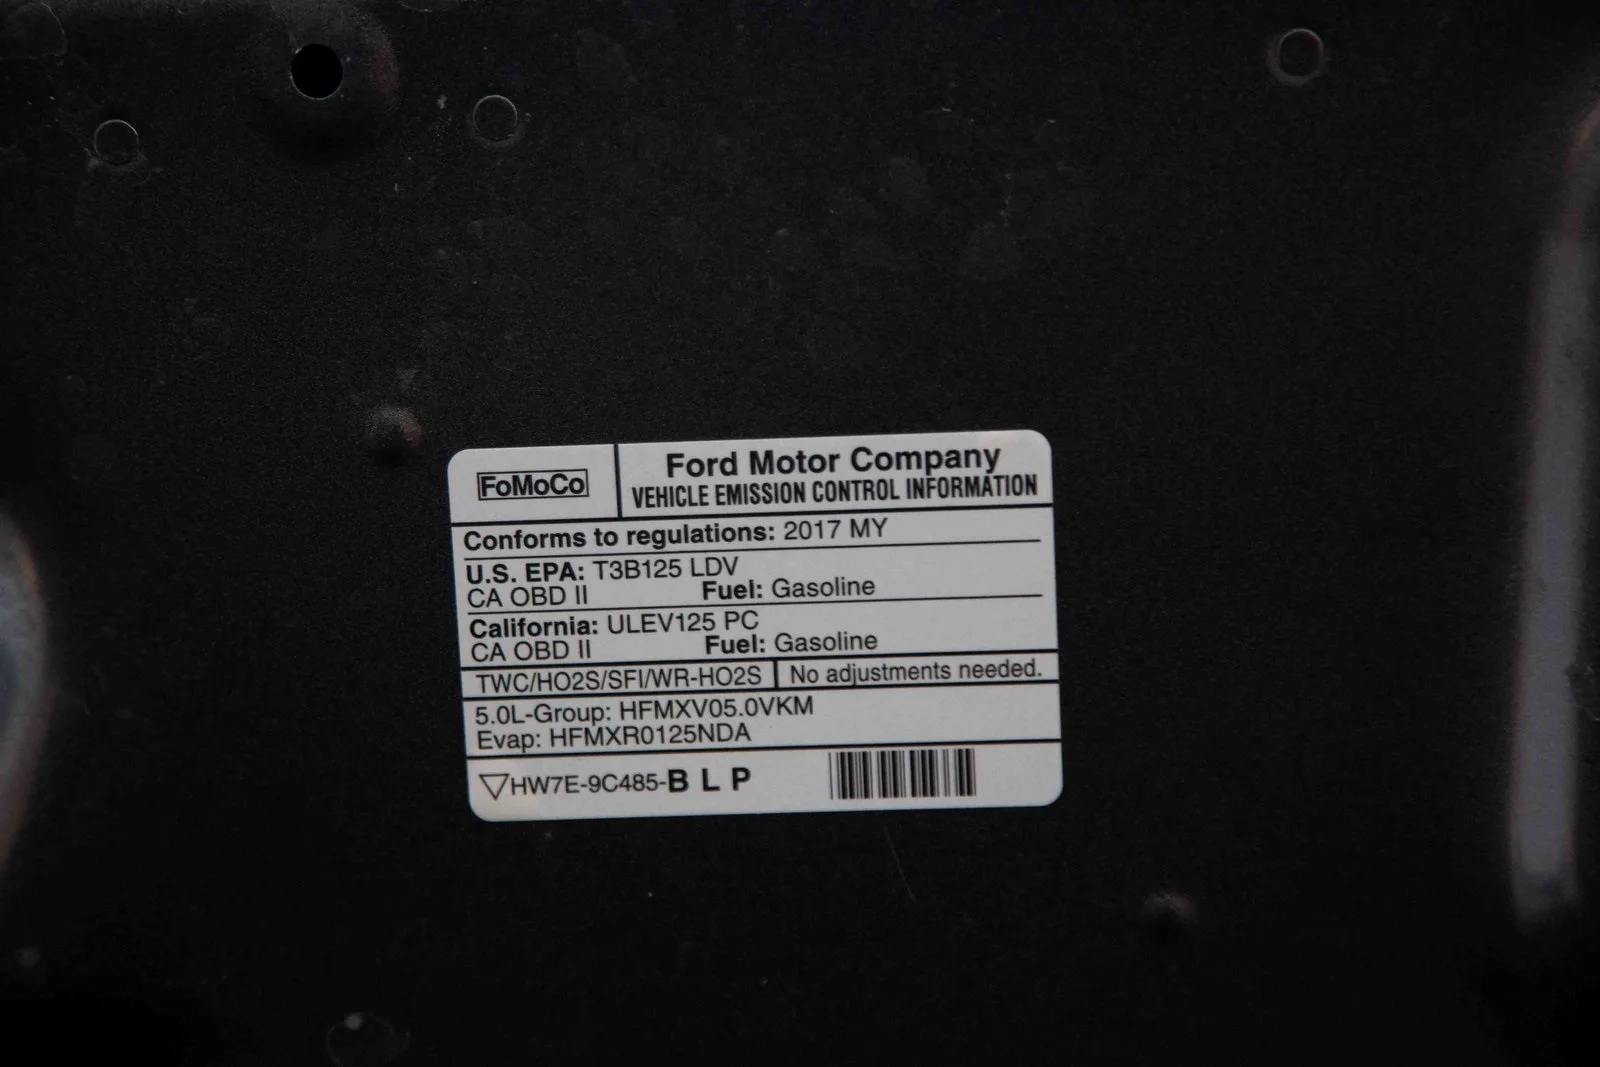 FoMoCo
Ford Motor Company
VEHICLE EMISSION CONTROL INFORMATION
Conforms to regulations: 2017 MY
U.S. EPA: T3B125 LDV
CA OBD II Fuel: Gasoline
California: ULEV125 PC
CA OBD II Fuel: Gasoline
TWC/HO2S/SFI/WR-HO2S No adjustments needed.
5.0L-Group: HFMXV05.0VKM
Evap: HFMXR0125NDA
HW7E-9C485-B L P